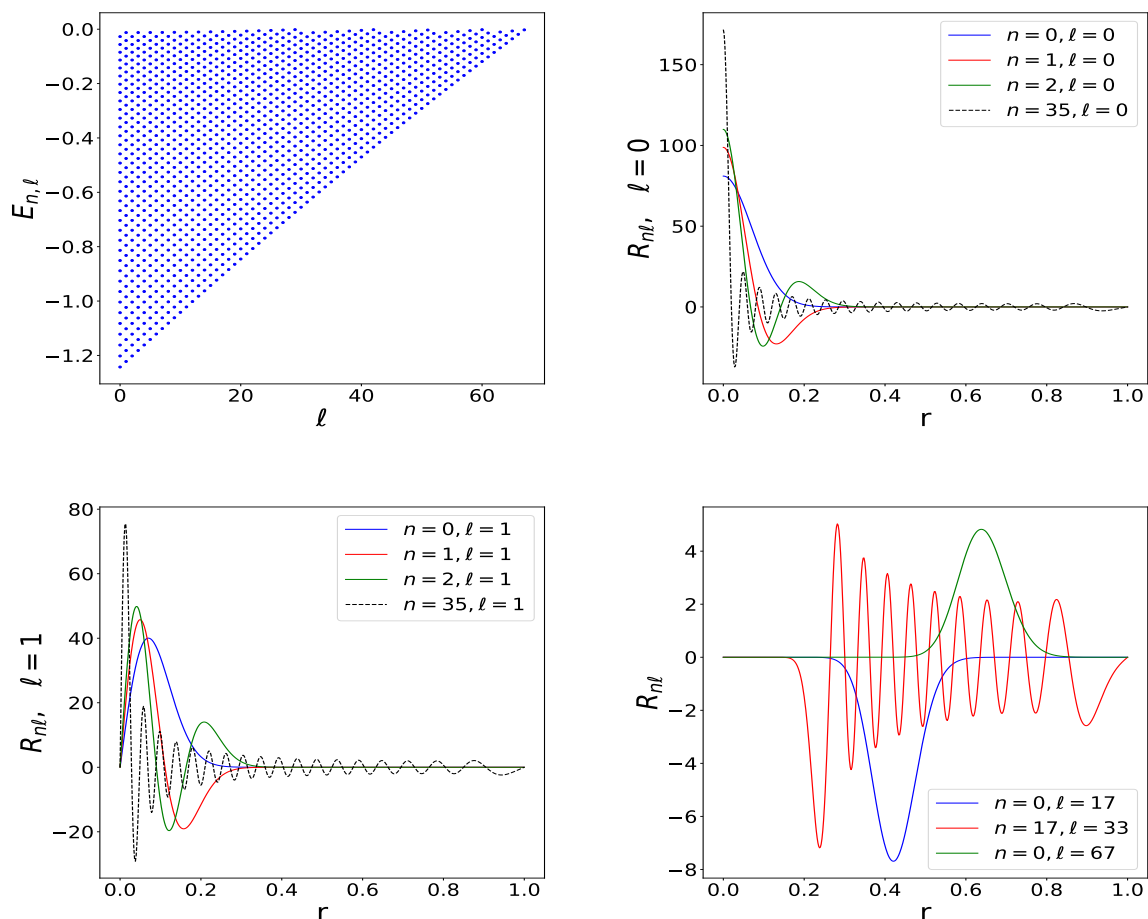 0.0
−0.2
−0.4
−0.6
−0.8
−1.0
−1.2
E_{n,ℓ}
0 20 40 60
ℓ
150
100
50
0
R_{nℓ}, ℓ = 0
n = 0, ℓ = 0
n = 1, ℓ = 0
n = 2, ℓ = 0
n = 35, ℓ = 0
0.0 0.2 0.4 0.6 0.8 1.0
r
80
60
40
20
0
−20
R_{nℓ}, ℓ = 1
n = 0, ℓ = 1
n = 1, ℓ = 1
n = 2, ℓ = 1
n = 35, ℓ = 1
0.0 0.2 0.4 0.6 0.8 1.0
r
4
2
0
−2
−4
−6
−8
R_{nℓ}
n = 0, ℓ = 17
n = 17, ℓ = 33
n = 0, ℓ = 67
0.0 0.2 0.4 0.6 0.8 1.0
r